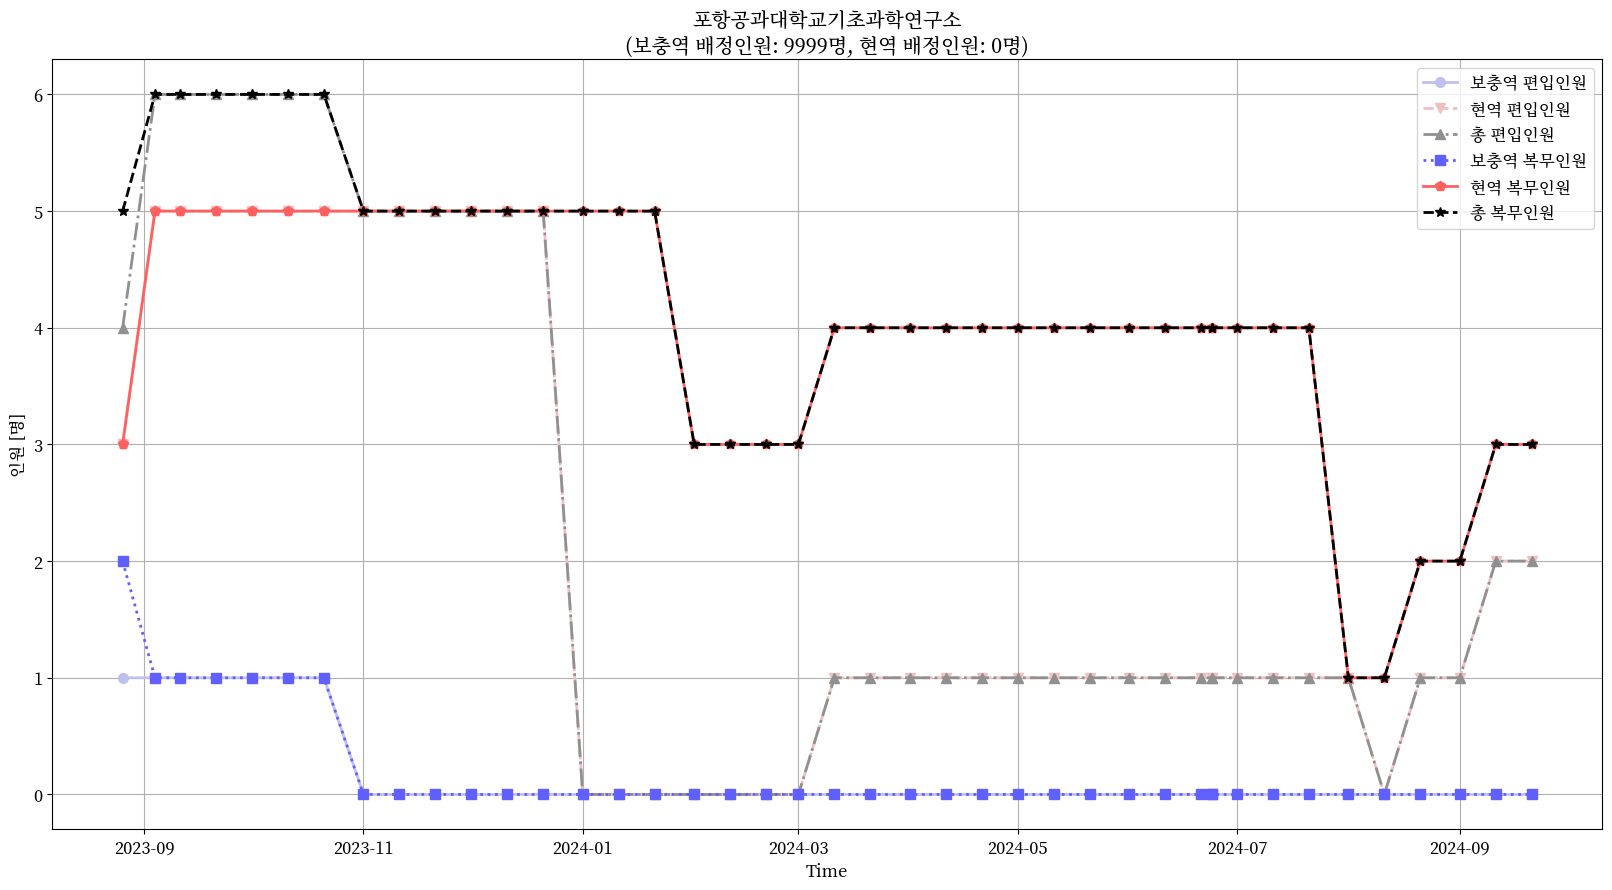 포항공과대학교기초과학연구소
(보충역 배정인원: 9999명, 현역 배정인원: 0명)
보충역 편입인원
현역 편입인원
총 편입인원
보충역 복무인원
현역 복무인원
총 복무인원
인원 [명]
6
5
4
3
2
1
0
2023-09
2023-11
2024-01
2024-03
2024-05
2024-07
2024-09
Time